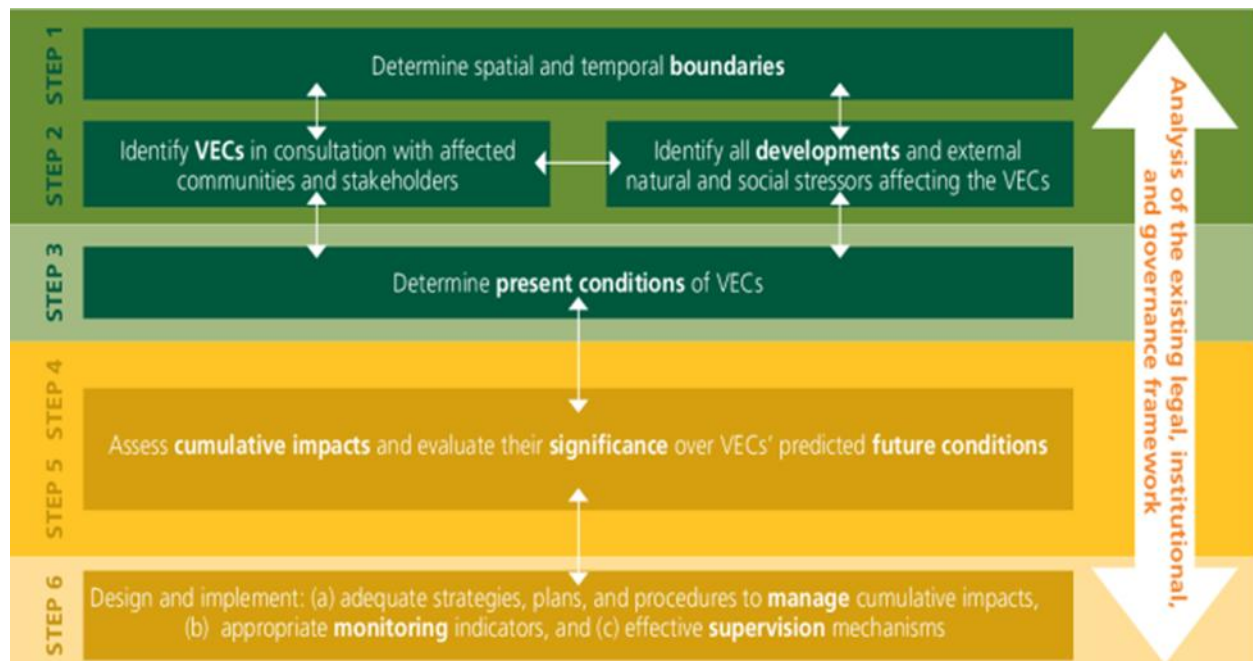 STEP 1
Determine spatial and temporal boundaries
STEP 2
Identify VECs in consultation with affected
communities and stakeholders
Identify all developments and external
natural and social stressors affecting the VECs
STEP 3
Determine present conditions of VECs
STEP 4
STEP 5
Assess cumulative impacts and evaluate their significance over VECs' predicted future conditions
STEP 6
Design and implement: (a) adequate strategies, plans, and procedures to manage cumulative impacts,
(b) appropriate monitoring indicators, and (c) effective supervision mechanisms
Analysis of the existing legal, institutional,
and governance framework